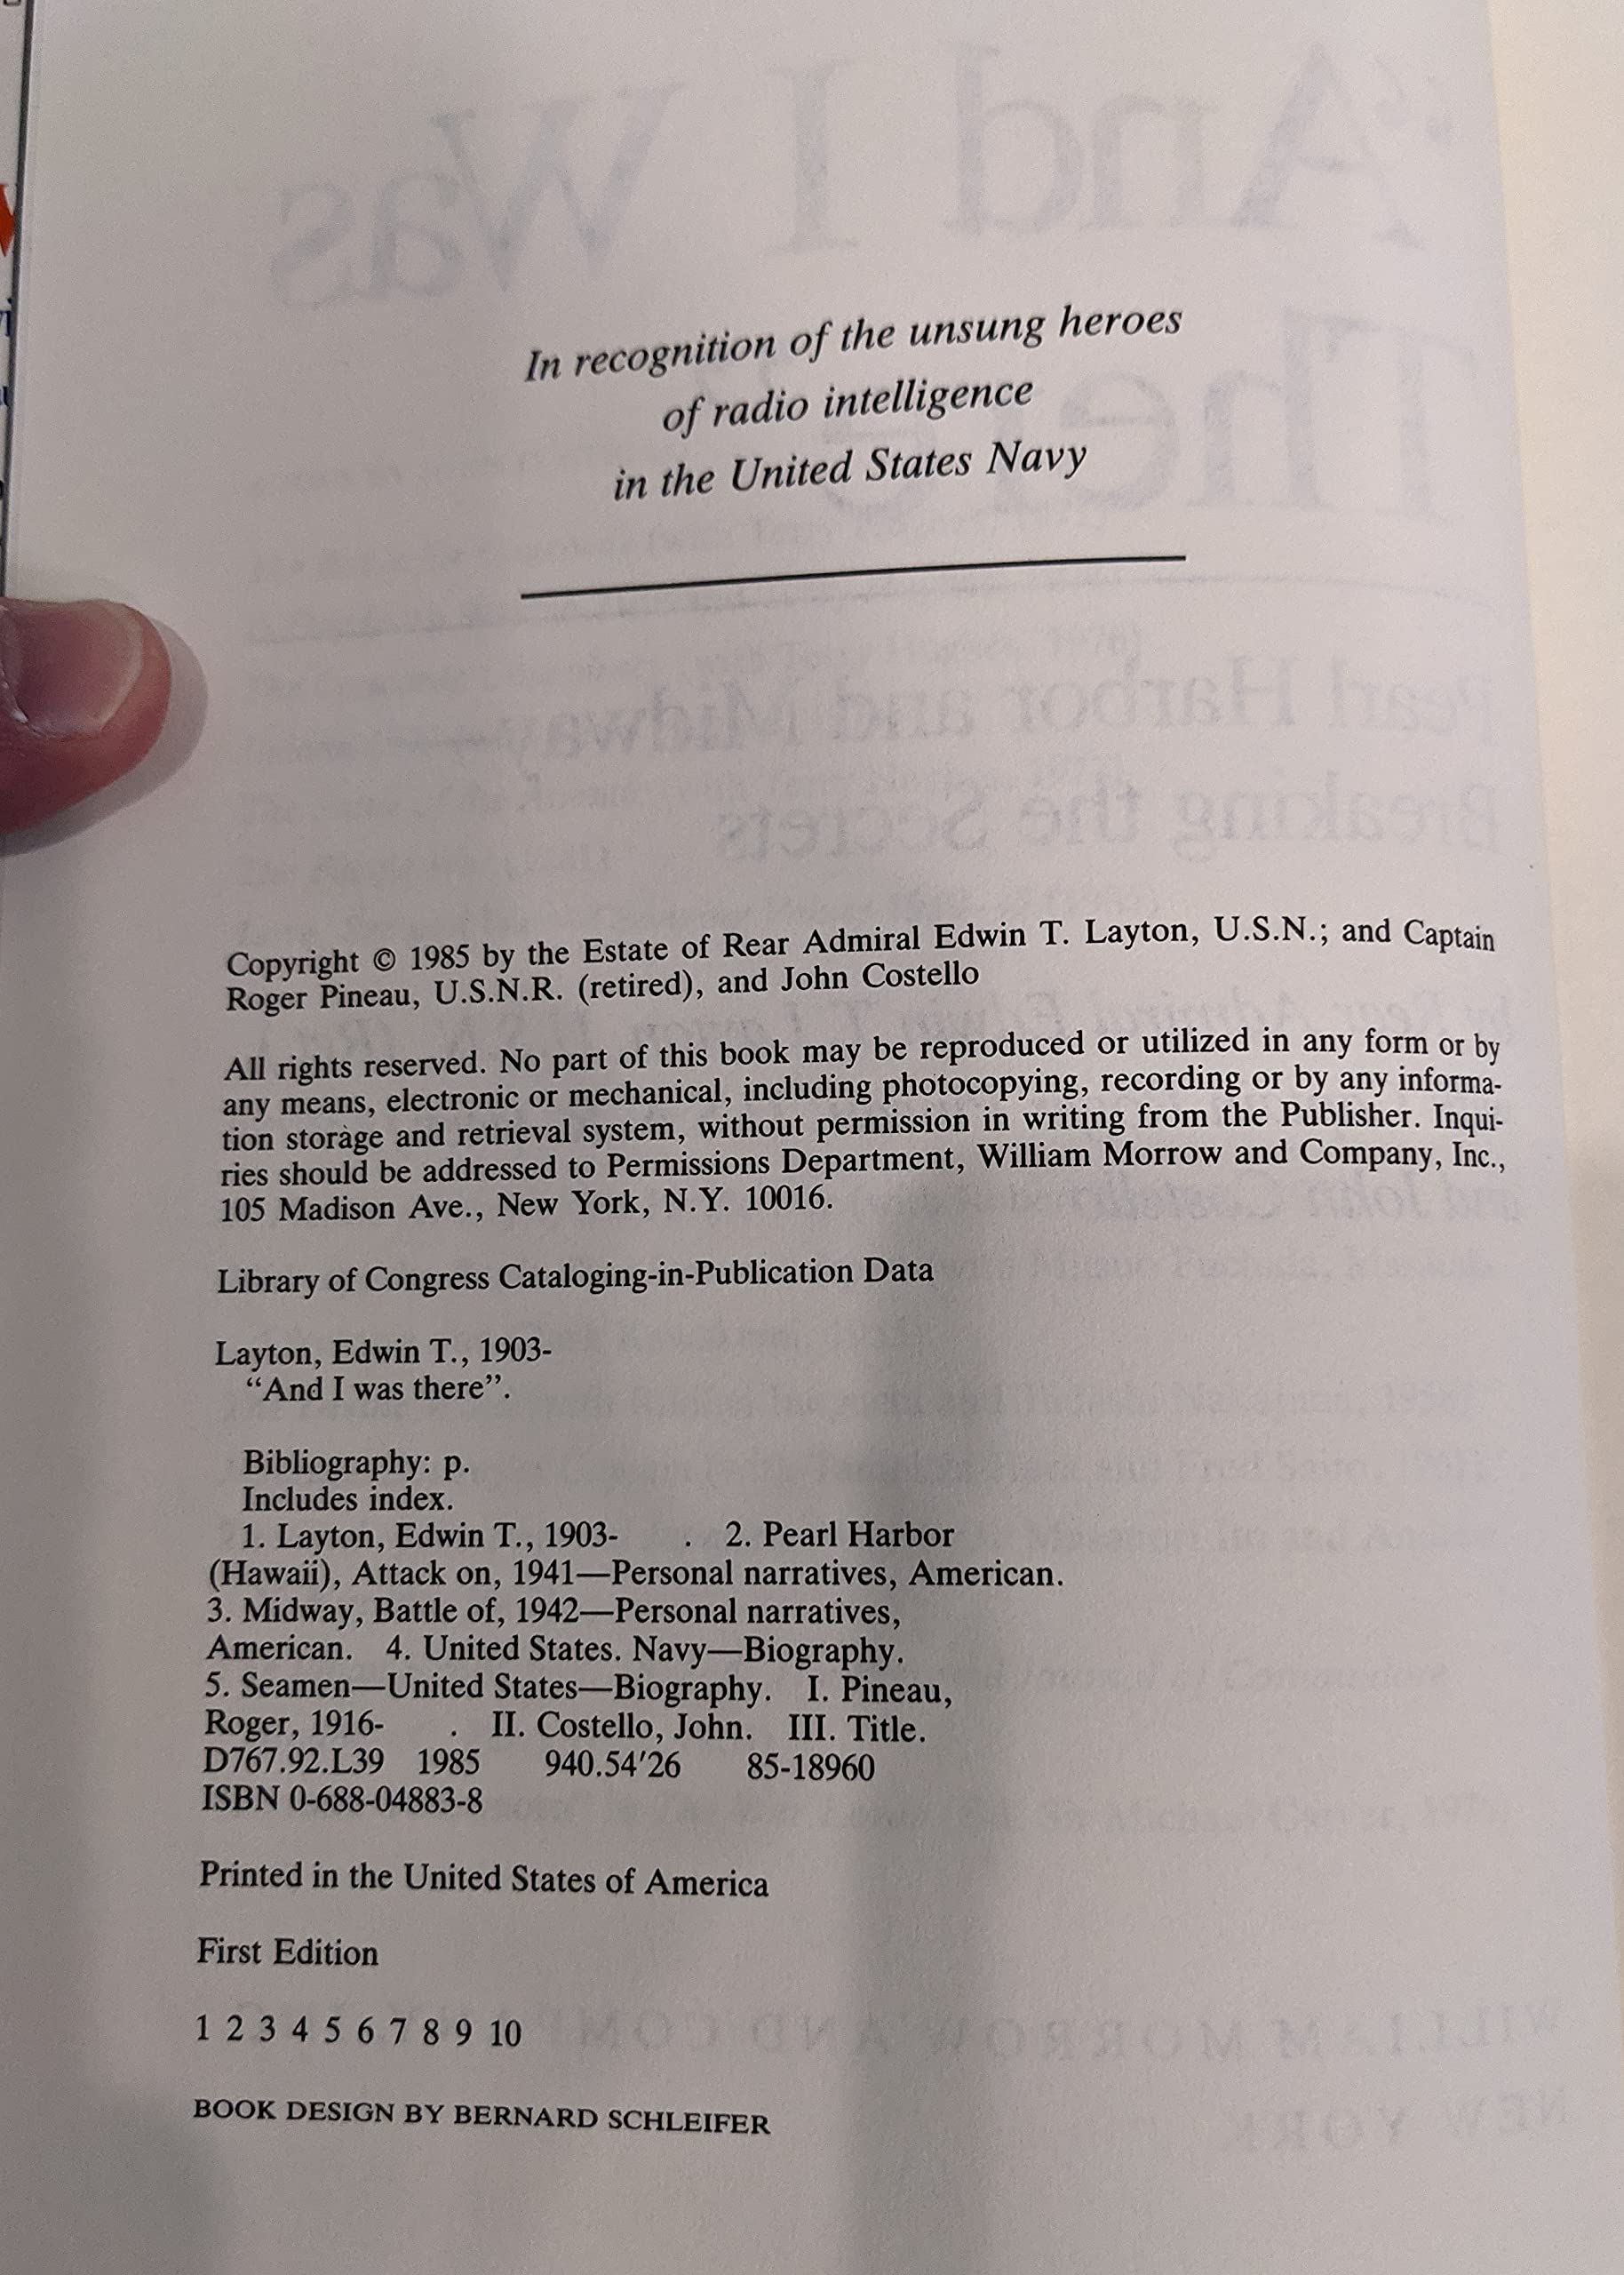 In recognition of the unsung heroes
of radio intelligence
in the United States Navy
Copyright © 1985 by the Estate of Rear Admiral Edwin T. Layton, U.S.N.; and Captain
Roger Pineau, U.S.N.R. (retired), and John Costello
All rights reserved. No part of this book may be reproduced or utilized in any form or by
any means, electronic or mechanical, including photocopying, recording or by any informa-
tion storage and retrieval system, without permission in writing from the Publisher. Inqui-
ries should be addressed to Permissions Department, William Morrow and Company, Inc.,
105 Madison Ave., New York, N.Y. 10016.
Library of Congress Cataloging-in-Publication Data
Layton, Edwin T., 1903-
“And I was there”.
Bibliography: p.
Includes index.
1. Layton, Edwin T., 1903- . 2. Pearl Harbor
(Hawaii), Attack on, 1941—Personal narratives, American.
3. Midway, Battle of, 1942—Personal narratives,
American. 4. United States. Navy—Biography.
5. Seamen—United States—Biography. I. Pineau,
Roger, 1916- . II. Costello, John. III. Title.
D767.92.L39 1985 940.54′26 85-18960
ISBN 0-688-04883-8
Printed in the United States of America
First Edition
1 2 3 4 5 6 7 8 9 10
BOOK DESIGN BY BERNARD SCHLEIFER